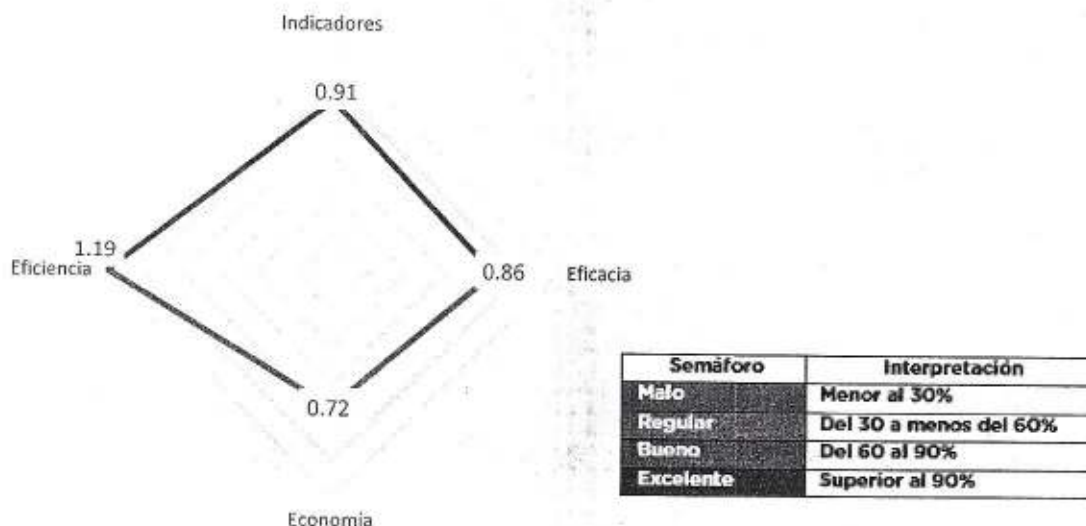 Indicadores
0.91
1.19
Eficiencia
0.86
Eficacia
0.72
Economia
Semáforo Interpretación
Malo Menor al 30%
Regular Del 30 a menos del 60%
Bueno Del 60 al 90%
Excelente Superior al 90%